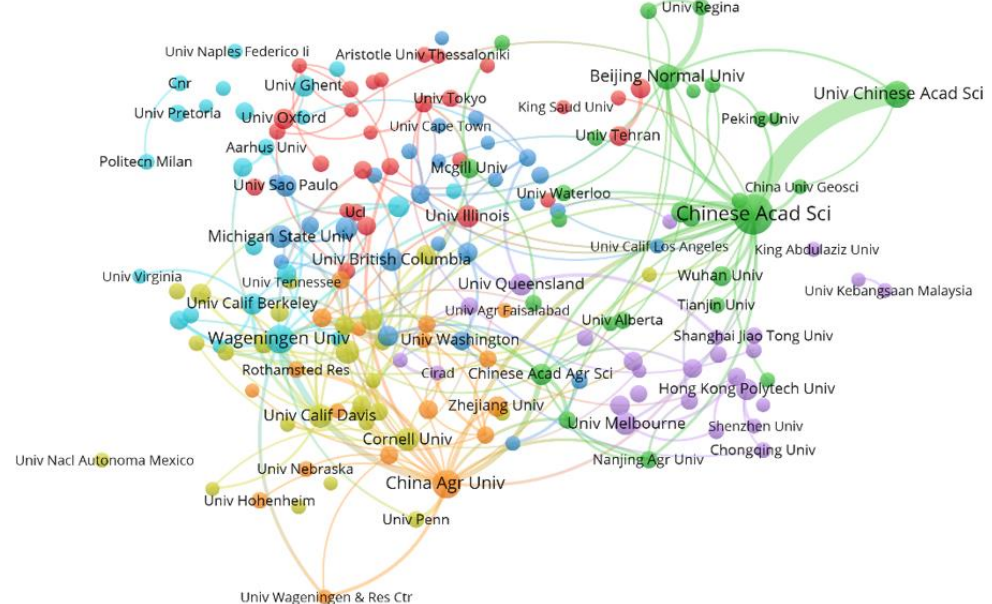 Univ Regina
Univ Naples Federico Ii
Aristotle Univ Thessaloniki
Beijing Normal Univ
Cnr
Univ Ghent
Univ Chinese Acad Sci
Univ Tokyo
King Saud Univ
Univ Pretoria
Univ Oxford
Peking Univ
Univ Cape Town
Univ Tehran
Aarhus Univ
Politecn Milan
Mcgill Univ
Univ Sao Paulo
Univ Waterloo
China Univ Geosci
Ucl
Univ Illinois
Chinese Acad Sci
Michigan State Univ
Univ Calif Los Angeles
King Abdulaziz Univ
Univ British Columbia
Univ Virginia
Univ Tennessee
Univ Queensland
Wuhan Univ
Univ Kebangsaan Malaysia
Univ Calif Berkeley
Univ Agr Faisalabad
Tianjin Univ
Univ Alberta
Wageningen Univ
Univ Washington
Shanghai Jiao Tong Univ
Rothamsted Res
Cirad
Chinese Acad Agr Sci
Hong Kong Polytech Univ
Univ Calif Davis
Zhejiang Univ
Univ Melbourne
Shenzhen Univ
Cornell Univ
Chongqing Univ
Univ Nacl Autonoma Mexico
Nanjing Agr Univ
Univ Nebraska
China Agr Univ
Univ Hohenheim
Univ Penn
Univ Wageningen & Res Ctr